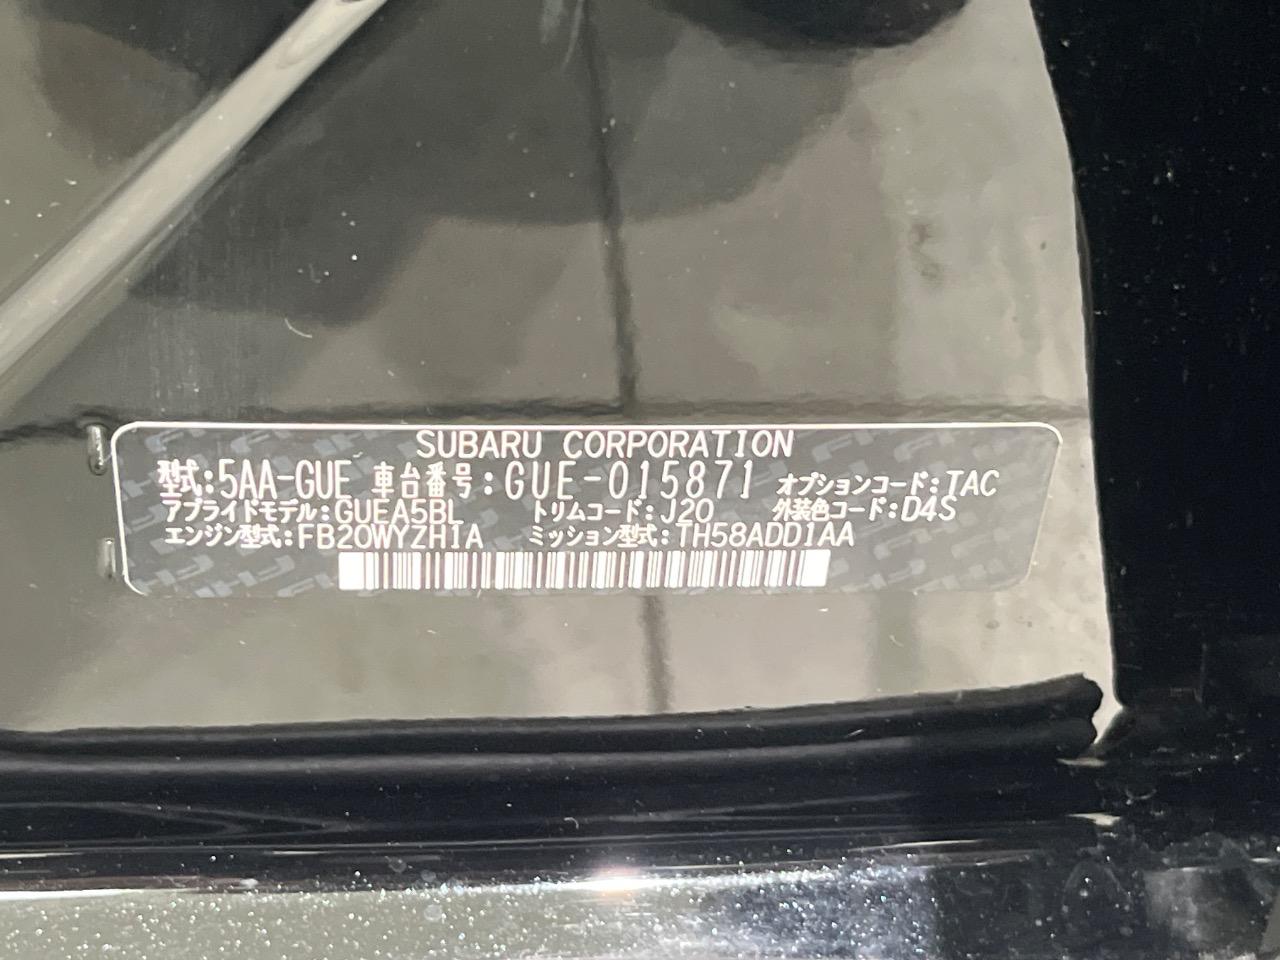 SUBARU CORPORATION
型式:5AA-GUE 車台番号:GUE-015871 オプションコード:TAC
アプライドモデル:GUEA5BL トリムコード:J20 外装色コード:D4S
エンジン型式:FB20WYZH1A ミッション型式:TH58ADD1AA